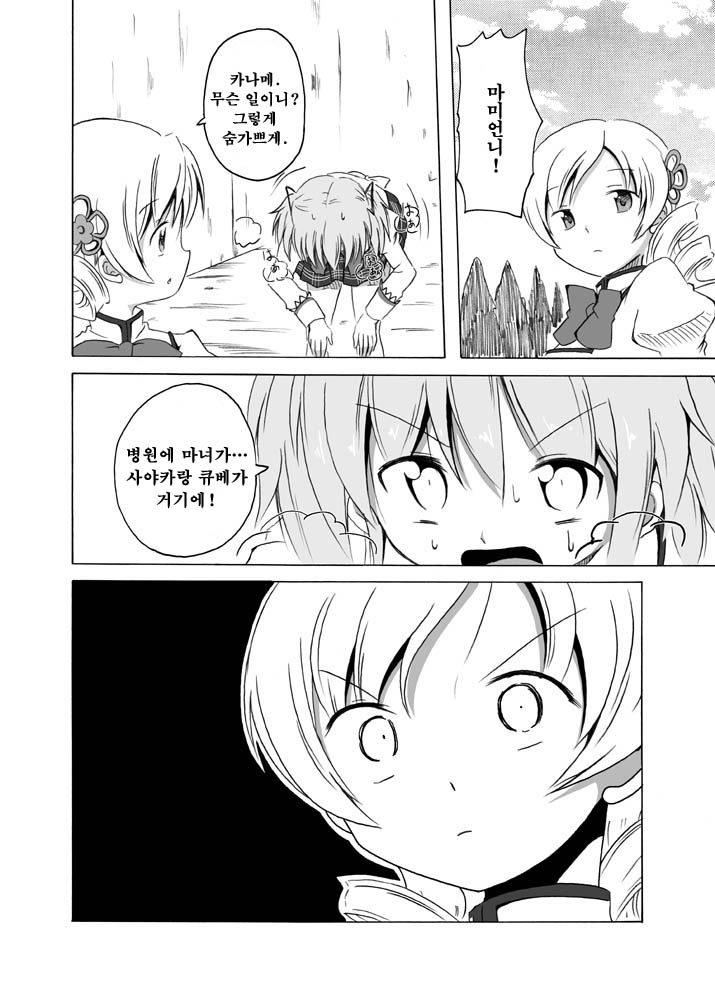 마미언니!
카나메.
무슨 일이니?
그렇게
숨가쁘게.
병원에 마녀가…
사야카랑 큐베가
거기에!